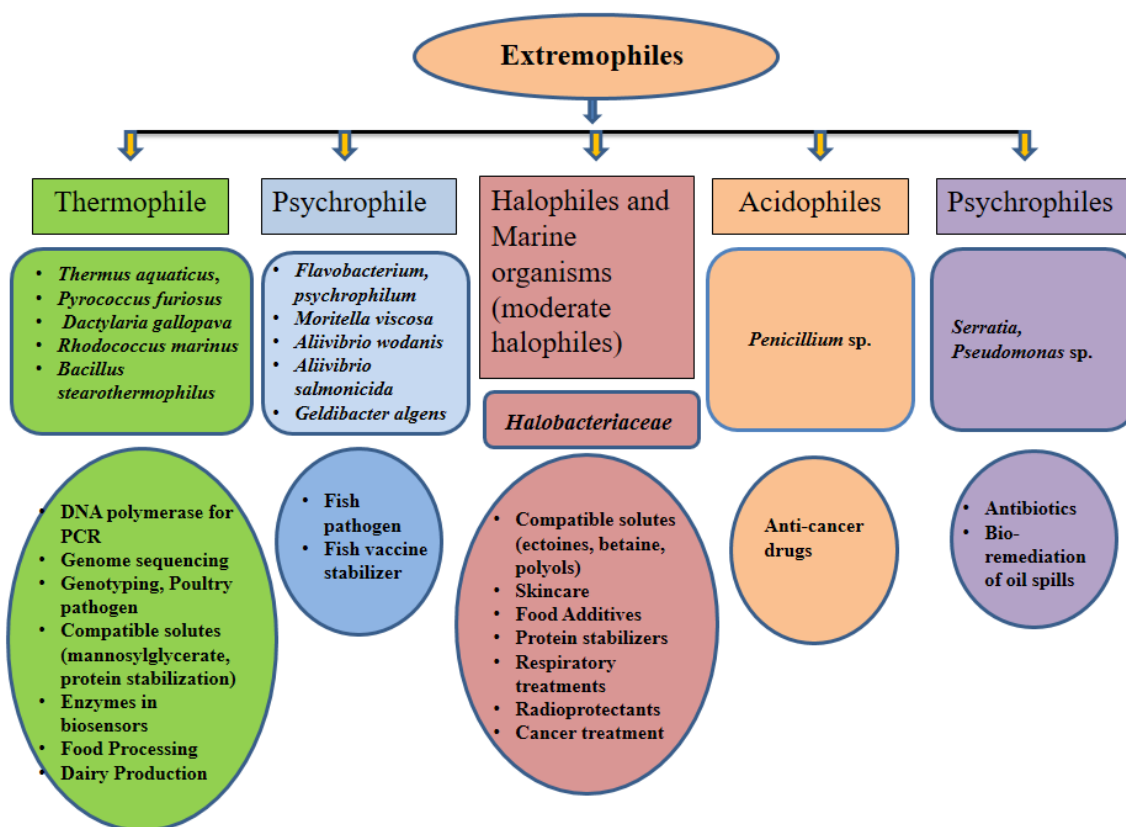 Extremophiles
Thermophile
• Thermus aquaticus,
• Pyrococcus furiosus
• Dactylaria gallopava
• Rhodococcus marinus
• Bacillus
stearothermophilus
• DNA polymerase for
PCR
• Genome sequencing
• Genotyping, Poultry
pathogen
• Compatible solutes
(mannosylglycerate,
protein stabilization)
• Enzymes in
biosensors
• Food Processing
• Dairy Production
Psychrophile
• Flavobacterium,
psychrophilum
• Moritella viscosa
• Aliivibrio wodanis
• Aliivibrio
salmonicida
• Geldibacter algens
• Fish
pathogen
• Fish vaccine
stabilizer
Halophiles and
Marine
organisms
(moderate
halophiles)
Halobacteriaceae
• Compatible solutes
(ectoines, betaine,
polyols)
• Skincare
• Food Additives
• Protein stabilizers
• Respiratory
treatments
• Radioprotectants
• Cancer treatment
Acidophiles
Penicillium sp.
Anti-cancer
drugs
Psychrophiles
Serratia,
Pseudomonas sp.
• Antibiotics
• Bio-
remediation
of oil spills